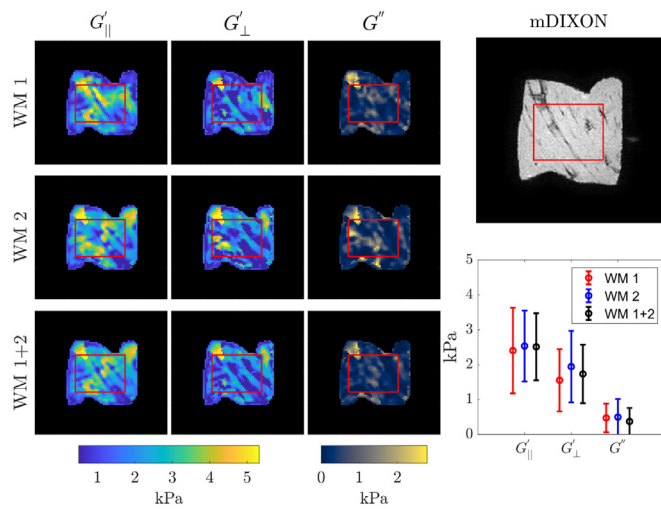 G'∥ G'⊥ G'' mDIXON
WM 1
WM 2
WM 1+2
1 2 3 4 5
kPa
0 1 2
kPa
5
4
3
2
1
0
kPa
WM 1
WM 2
WM 1+2
G'∥ G'⊥ G''